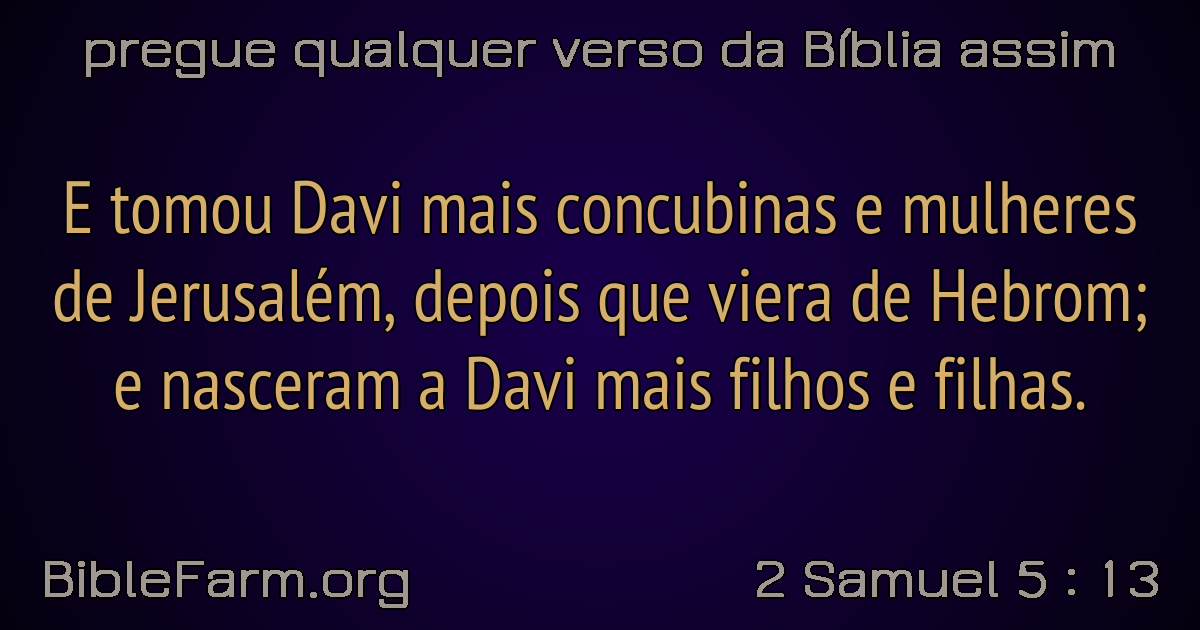 pregue qualquer verso da Bíblia assim
E tomou Davi mais concubinas e mulheres
de Jerusalém, depois que viera de Hebrom;
e nasceram a Davi mais filhos e filhas.
BibleFarm.org
2 Samuel 5 : 13